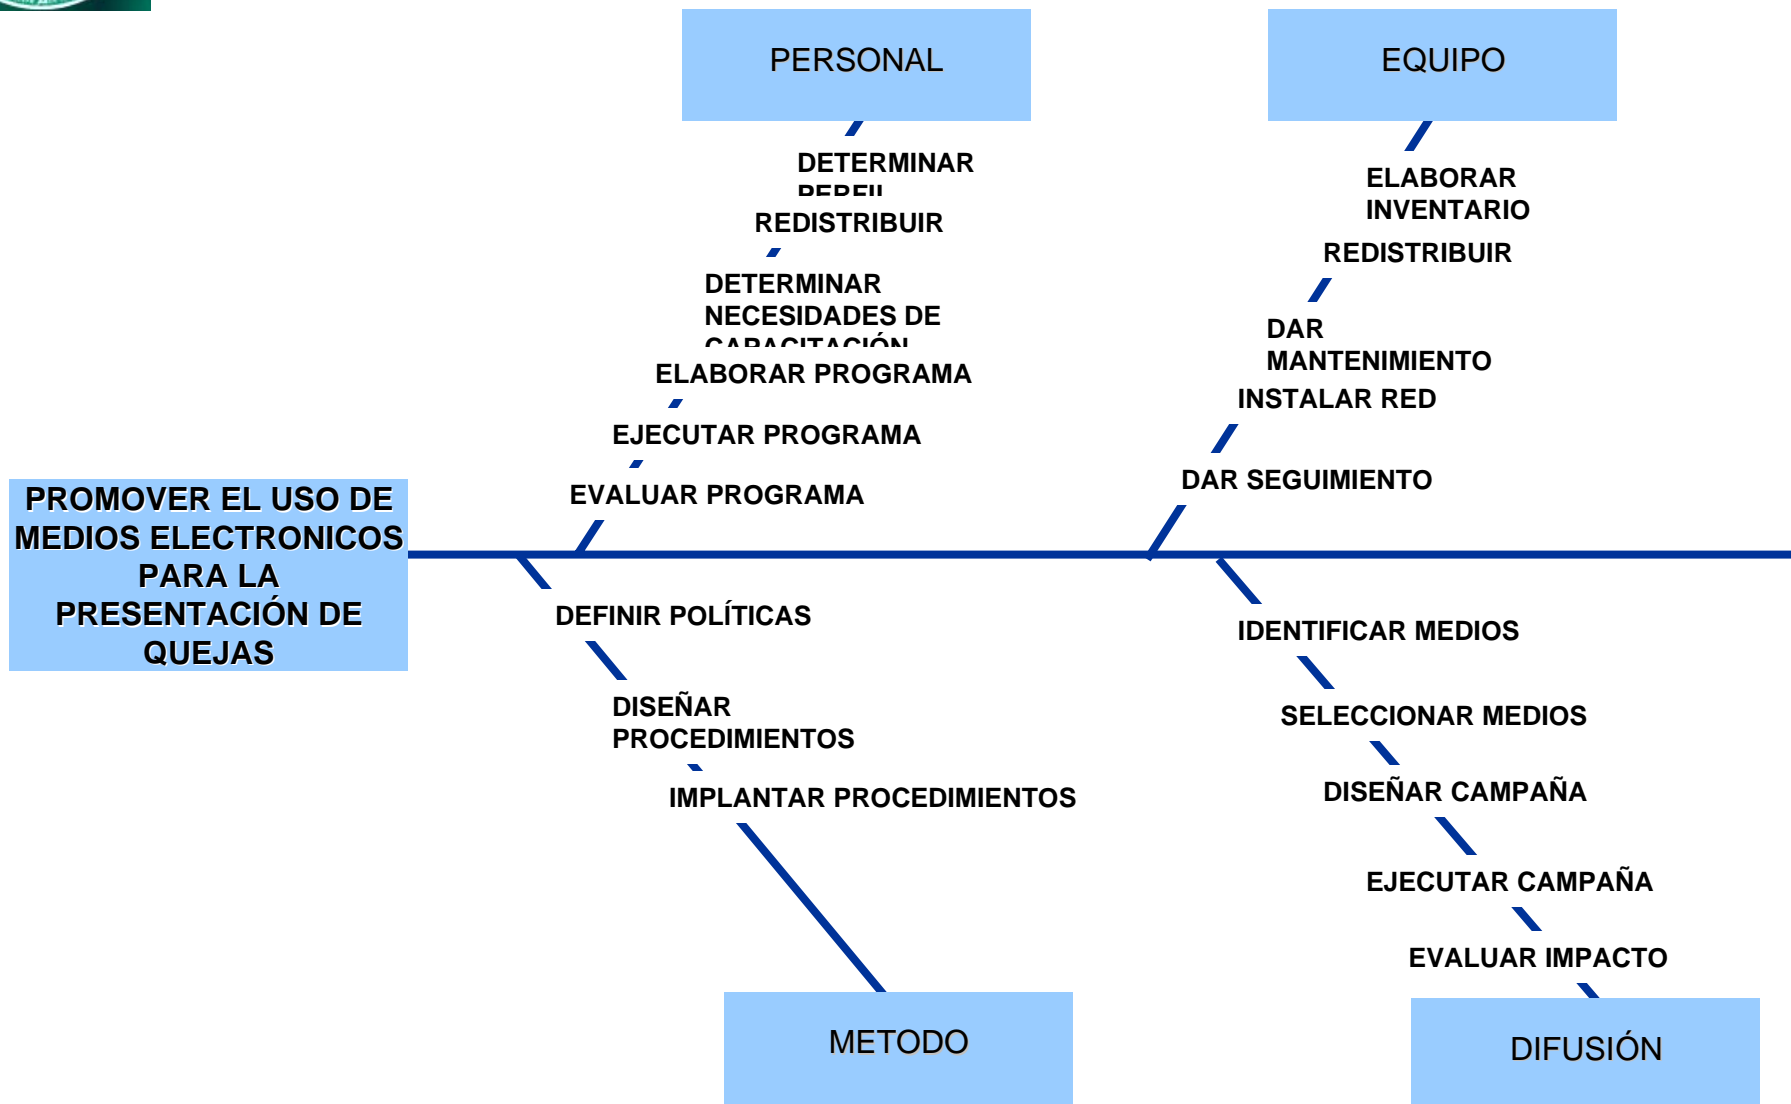 PERSONAL
EQUIPO
DETERMINAR
PERFIL
REDISTRIBUIR
DETERMINAR
NECESIDADES DE
CAPACITACIÓN
ELABORAR PROGRAMA
EJECUTAR PROGRAMA
EVALUAR PROGRAMA
ELABORAR
INVENTARIO
REDISTRIBUIR
DAR
MANTENIMIENTO
INSTALAR RED
DAR SEGUIMIENTO
PROMOVER EL USO DE
MEDIOS ELECTRONICOS
PARA LA
PRESENTACIÓN DE
QUEJAS
DEFINIR POLÍTICAS
DISEÑAR
PROCEDIMIENTOS
IMPLANTAR PROCEDIMIENTOS
IDENTIFICAR MEDIOS
SELECCIONAR MEDIOS
DISEÑAR CAMPAÑA
EJECUTAR CAMPAÑA
EVALUAR IMPACTO
METODO
DIFUSIÓN